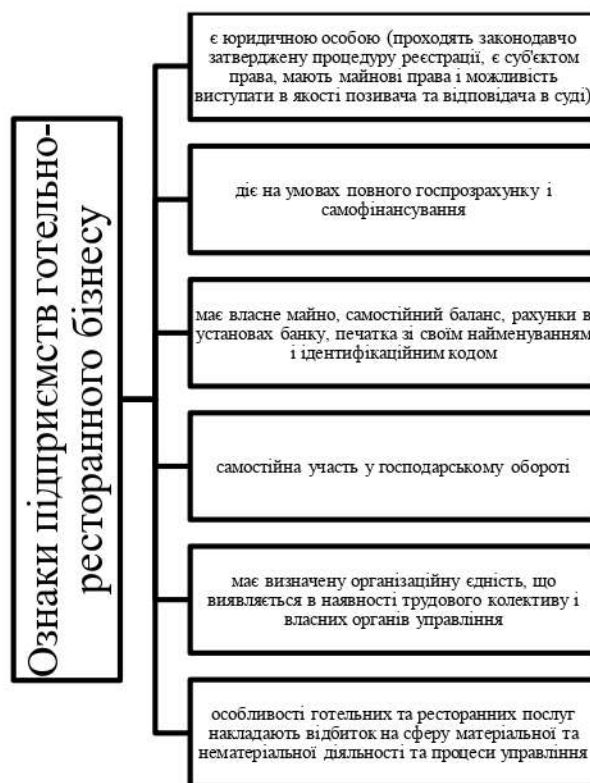 Ознаки підприємств готельно-
ресторанного бізнесу
є юридичною особою (проходять законодавчо
затверджену процедуру реєстрації, є суб'єктом
права, мають майнові права і можливість
виступати в якості позивача та відповідача в суді)
діє на умовах повного госпрозрахунку і
самофінансування
має власне майно, самостійний баланс, рахунки в
установах банку, печатка зі своїм найменуванням
і ідентифікаційним кодом
самостійна участь у господарському обороті
має визначену організаційну єдність, що
виявляється в наявності трудового колективу і
власних органів управління
особливості готельних та ресторанних послуг
накладають відбиток на сферу матеріальної та
нематеріальної діяльності та процеси управління